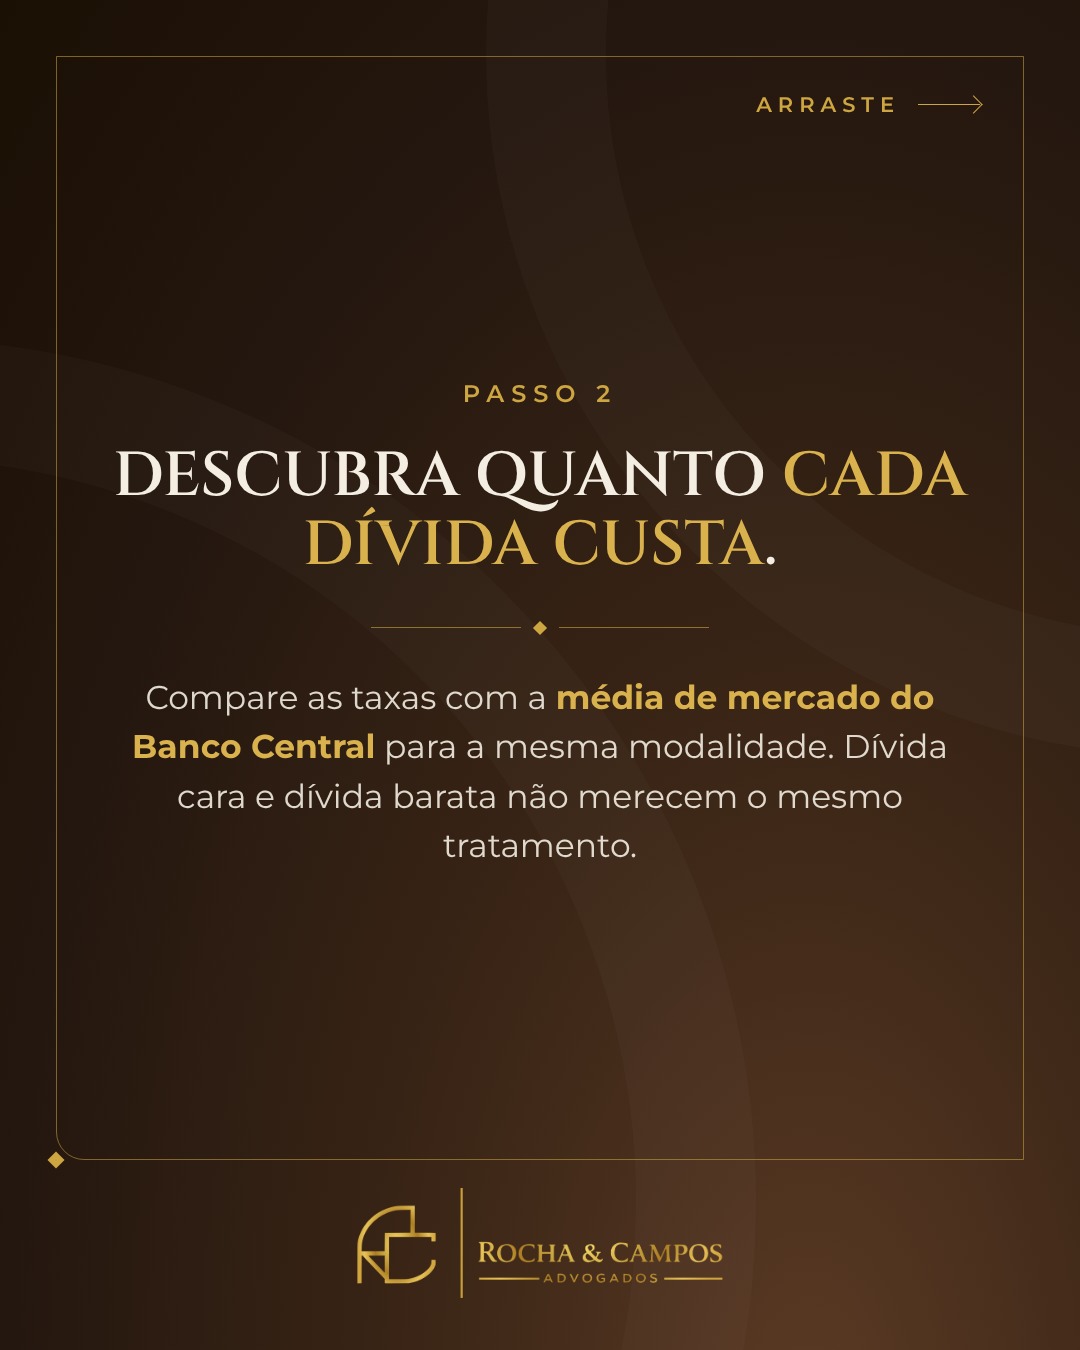 ARRASTE
PASSO 2
DESCUBRA QUANTO CADA
DÍVIDA CUSTA.
Compare as taxas com a média de mercado do
Banco Central para a mesma modalidade. Dívida
cara e dívida barata não merecem o mesmo
tratamento.
ROCHA & CAMPOS
ADVOGADOS